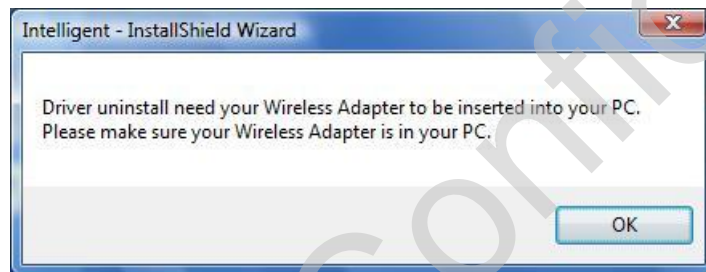 Intelligent - InstallShield Wizard
Driver uninstall need your Wireless Adapter to be inserted into your PC.
Please make sure your Wireless Adapter is in your PC.
OK